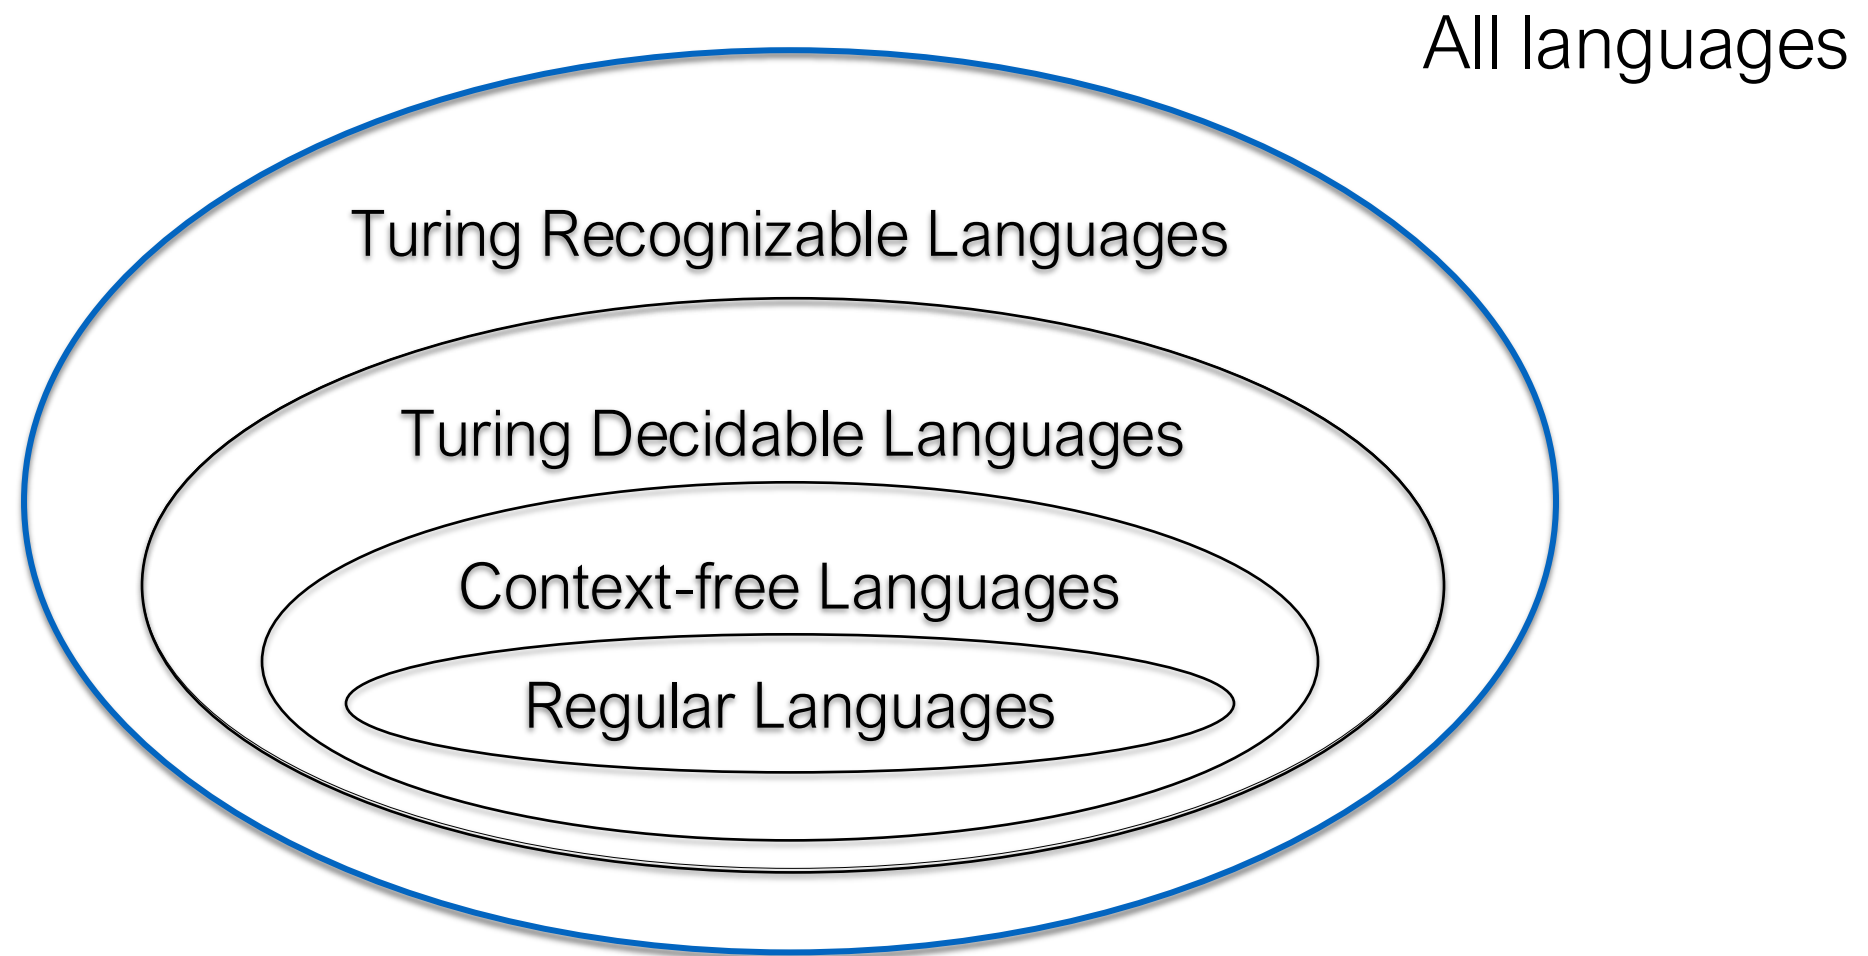 All languages
Turing Recognizable Languages
Turing Decidable Languages
Context-free Languages
Regular Languages